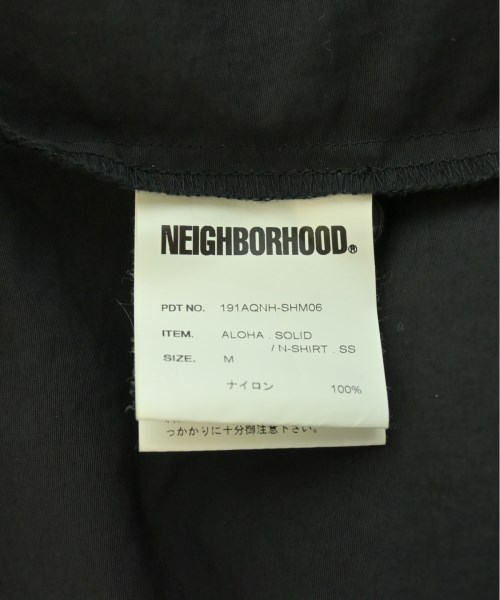 NEIGHBORHOOD®
PDT NO. 191AQNH-SHM06
ITEM. ALOHA . SOLID
/ N-SHIRT . SS
SIZE. M
ナイロン 100%
っかかりに十分御注意下さい。